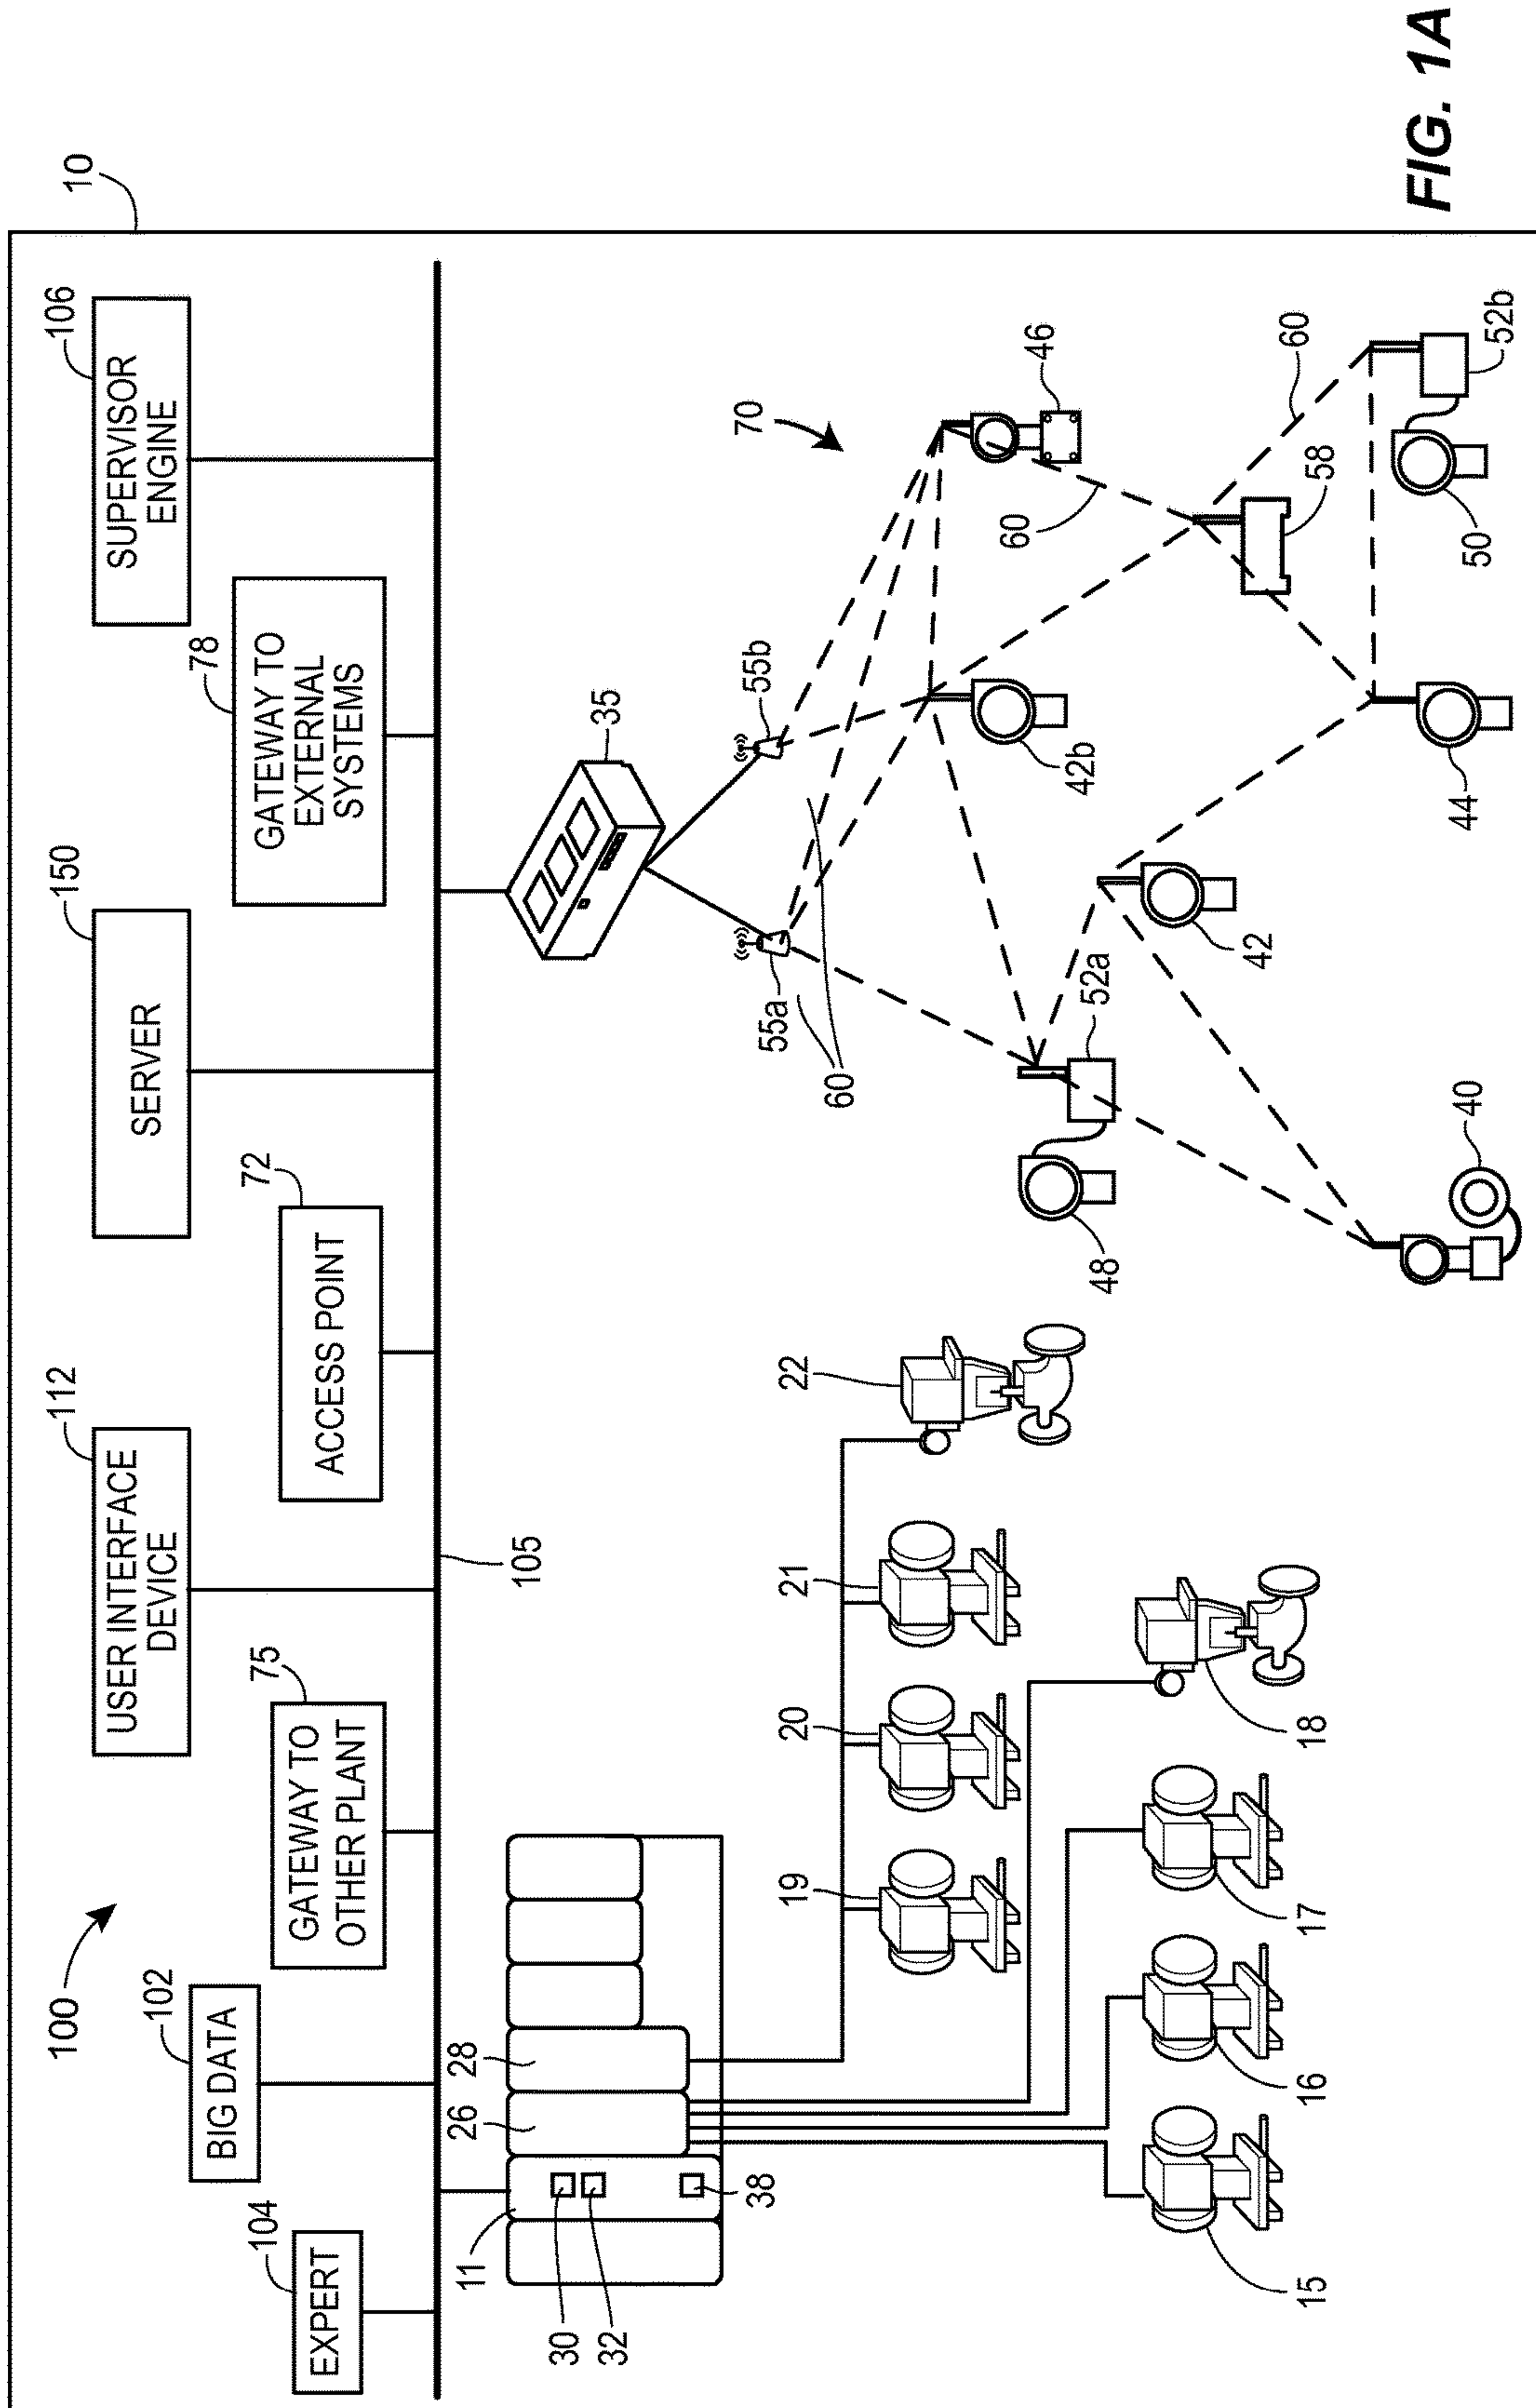 100
10
104
EXPERT
102
BIG DATA
75
GATEWAY TO
OTHER PLANT
112
USER INTERFACE
DEVICE
72
ACCESS POINT
150
SERVER
78
GATEWAY TO
EXTERNAL
SYSTEMS
106
SUPERVISOR
ENGINE
105
11
26
28
30
32
38
35
55a
55b
60
70
19
20
21
22
15
16
17
18
48
52a
42b
46
60
42
58
60
40
44
50
52b
FIG. 1A